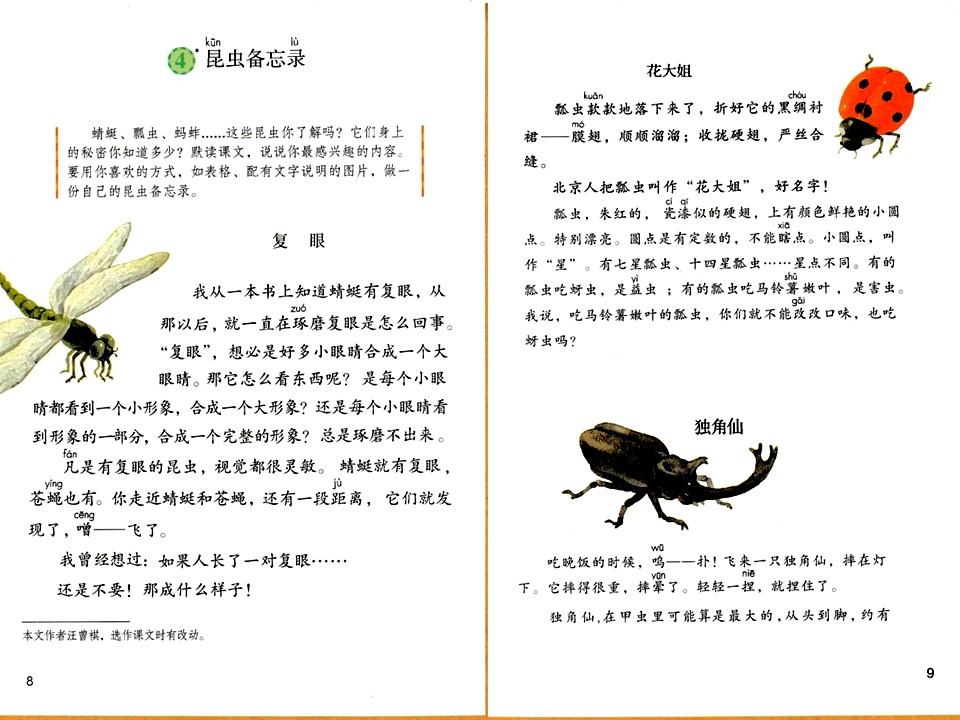 kūn lù
4 昆虫备忘录
蜻蜓、瓢虫、蚂蚱……这些昆虫你了解吗？它们身上
的秘密你知道多少？默读课文，说说你最感兴趣的内容。
要用你喜欢的方式，如表格、配有文字说明的图片，做一
份自己的昆虫备忘录。
复 眼
我从一本书上知道蜻蜓有复眼，从
zuó
那以后，就一直在琢磨复眼是怎么回事。
“复眼”，想必是好多小眼睛合成一个大
眼睛。那它怎么看东西呢？是每个小眼
睛都看到一个小形象，合成一个大形象？还是每个小眼睛看
到形象的一部分，合成一个完整的形象？总是琢磨不出来。
fán
凡是有复眼的昆虫，视觉都很灵敏。蜻蜓就有复眼，
yíng jù
苍蝇也有。你走近蜻蜓和苍蝇，还有一段距离，它们就发
cēng
现了，噌——飞了。
我曾经想过：如果人长了一对复眼……
还是不要！那成什么样子！
本文作者汪曾祺，选作课文时有改动。
8
花大姐
kuǎn chóu
瓢虫款款地落下来了，折好它的黑绸衬
mó
裙——膜翅，顺顺溜溜；收拢硬翅，严丝合
缝。
北京人把瓢虫叫作“花大姐”，好名字！
cí qī
瓢虫，朱红的，瓷漆似的硬翅，上有颜色鲜艳的小圆
xiā
点。特别漂亮。圆点是有定数的，不能瞎点。小圆点，叫
作“星”。有七星瓢虫、十四星瓢虫……星点不同。有的
yì shǔ
瓢虫吃蚜虫，是益虫；有的瓢虫吃马铃薯嫩叶，是害虫。
gǎi
我说，吃马铃薯嫩叶的瓢虫，你们就不能改改口味，也吃
蚜虫吗？
独角仙
wū
吃晚饭的时候，呜——扑！飞来一只独角仙，摔在灯
yūn niē
下。它摔得很重，摔晕了。轻轻一捏，就捏住了。
独角仙，在甲虫里可能算是最大的，从头到脚，约有
9